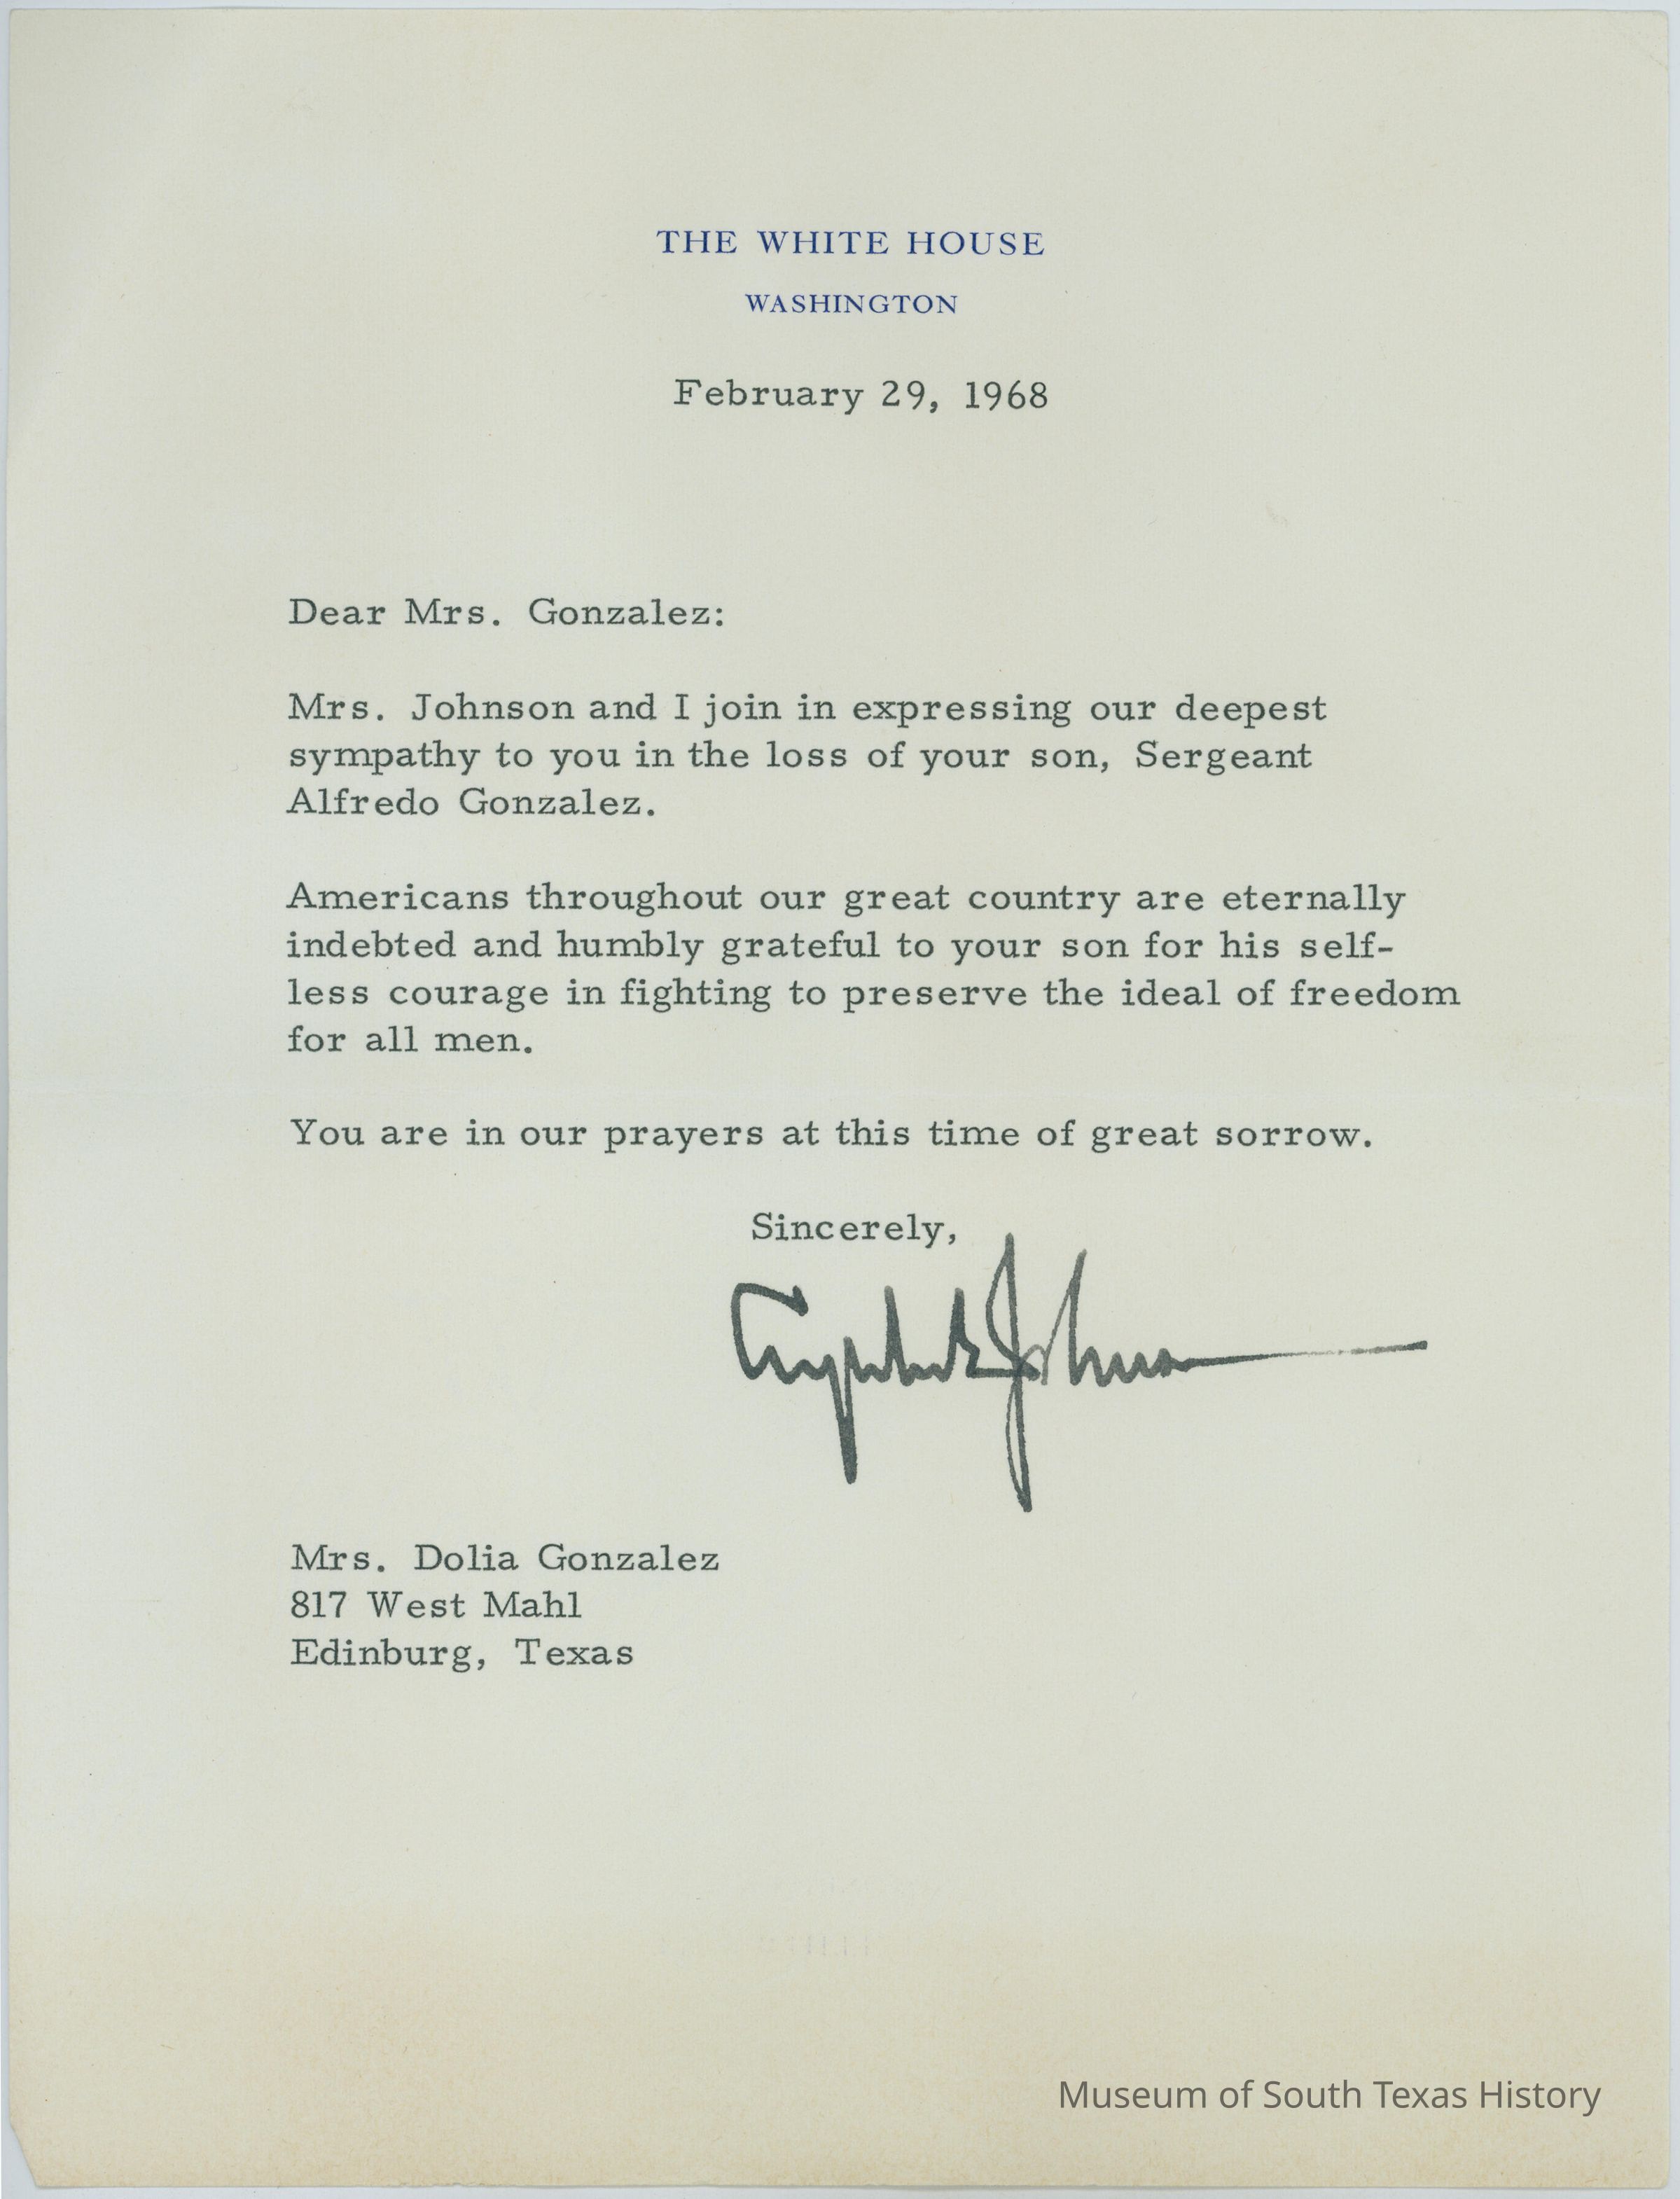 THE WHITE HOUSE
WASHINGTON
February 29, 1968
Dear Mrs. Gonzalez:
Mrs. Johnson and I join in expressing our deepest
sympathy to you in the loss of your son, Sergeant
Alfredo Gonzalez.
Americans throughout our great country are eternally
indebted and humbly grateful to your son for his self-
less courage in fighting to preserve the ideal of freedom
for all men.
You are in our prayers at this time of great sorrow.
Sincerely,
Mrs. Dolia Gonzalez
817 West Mahl
Edinburg, Texas
Museum of South Texas History